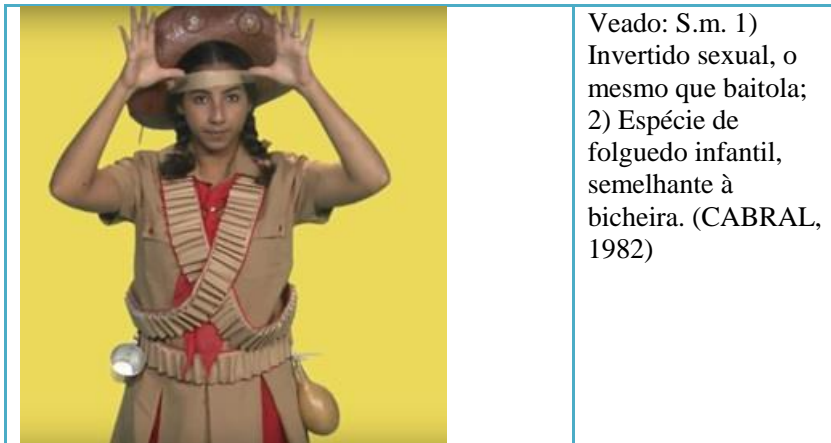 Veado: S.m. 1)
Invertido sexual, o
mesmo que baitola;
2) Espécie de
folguedo infantil,
semelhante à
bicheira. (CABRAL,
1982)